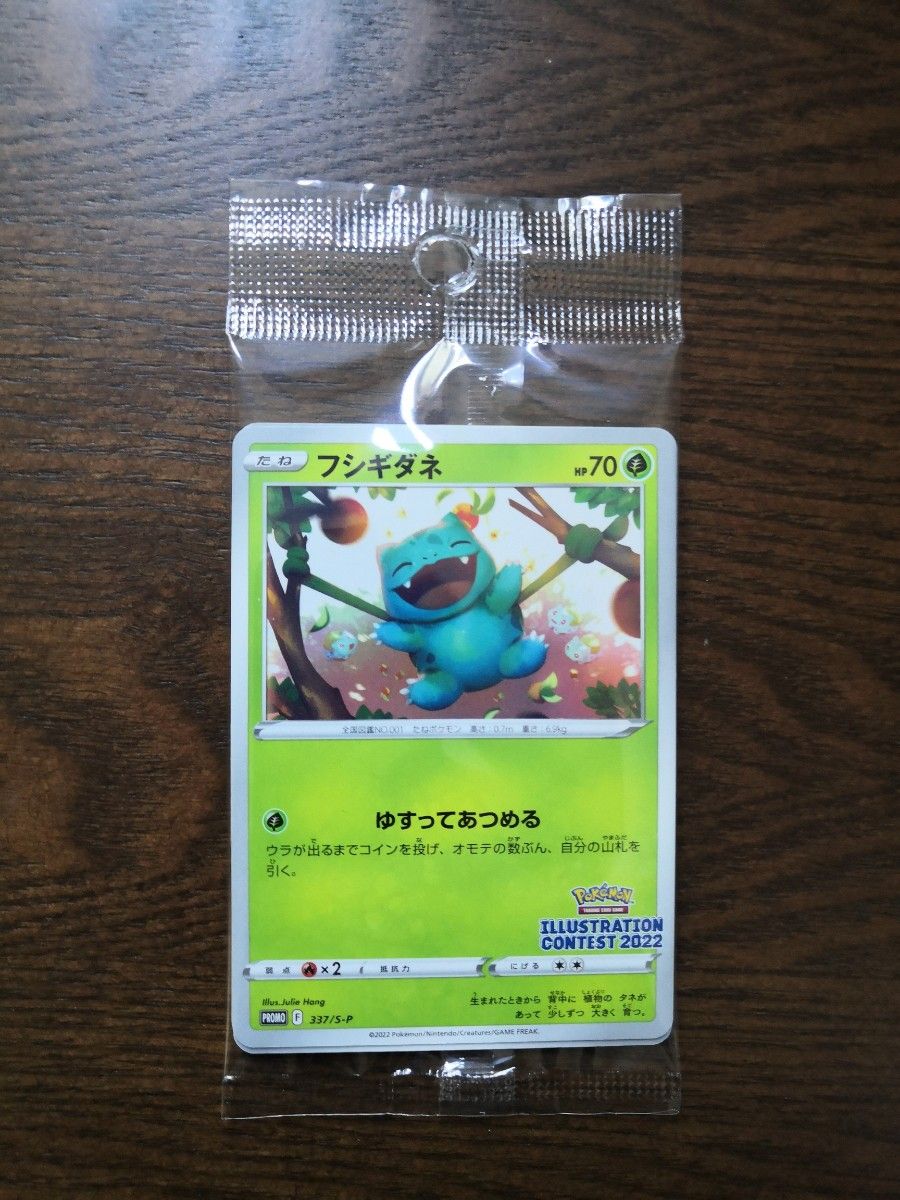 たね フシギダネ HP 70
全国図鑑NO.001 たねポケモン 高さ:0.7m 重さ:6.9kg
ゆすってあつめる
ウラが出るまでコインを投げ、オモテの数ぶん、自分の山札を
引く。
Pokémon
TRADING CARD GAME
ILLUSTRATION
CONTEST 2022
弱点 ×2 抵抗力 にげる
Illus.Julie Hang
生まれたときから 背中に 植物の タネが
あって 少しずつ 大きく 育つ。
PROMO F 337/S-P
©2022 Pokémon/Nintendo/Creatures/GAME FREAK.